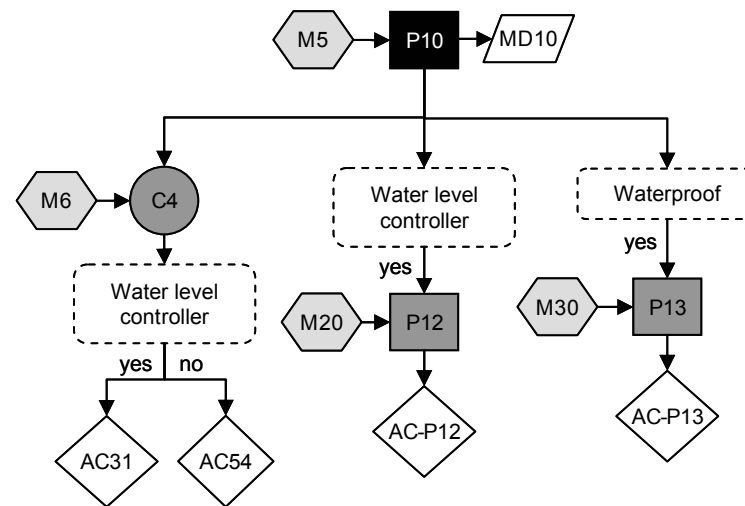 M5
P10
MD10
M6
C4
Water level
controller
Waterproof
yes
yes
Water level
controller
M20
P12
M30
P13
yes
no
AC31
AC54
AC-P12
AC-P13